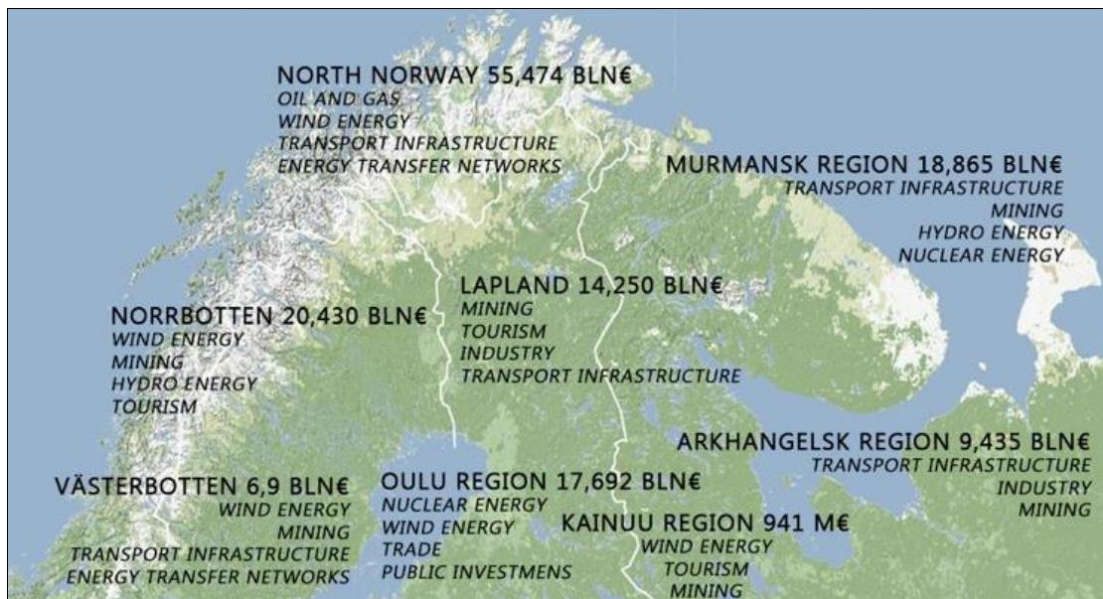 NORTH NORWAY 55,474 BLN€
OIL AND GAS
WIND ENERGY
TRANSPORT INFRASTRUCTURE
ENERGY TRANSFER NETWORKS
MURMANSK REGION 18,865 BLN€
TRANSPORT INFRASTRUCTURE
MINING
HYDRO ENERGY
NUCLEAR ENERGY
LAPLAND 14,250 BLN€
MINING
TOURISM
INDUSTRY
TRANSPORT INFRASTRUCTURE
NORRBOTTEN 20,430 BLN€
WIND ENERGY
MINING
HYDRO ENERGY
TOURISM
ARKHANGELSK REGION 9,435 BLN€
TRANSPORT INFRASTRUCTURE
INDUSTRY
MINING
VÄSTERBOTTEN 6,9 BLN€
WIND ENERGY
MINING
TRANSPORT INFRASTRUCTURE
ENERGY TRANSFER NETWORKS
OULU REGION 17,692 BLN€
NUCLEAR ENERGY
WIND ENERGY
TRADE
PUBLIC INVESTMENS
KAINUU REGION 941 M€
WIND ENERGY
TOURISM
MINING